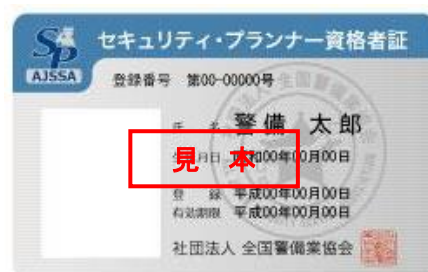 SP
AJSSA
セキュリティ・プランナー資格者証
登録番号 第00-00000号
氏 名 警備 太郎
見本
生年月日 昭和00年00月00日
登 録 平成00年00月00日
有効期限 平成00年00月00日
社団法人 全国警備業協会